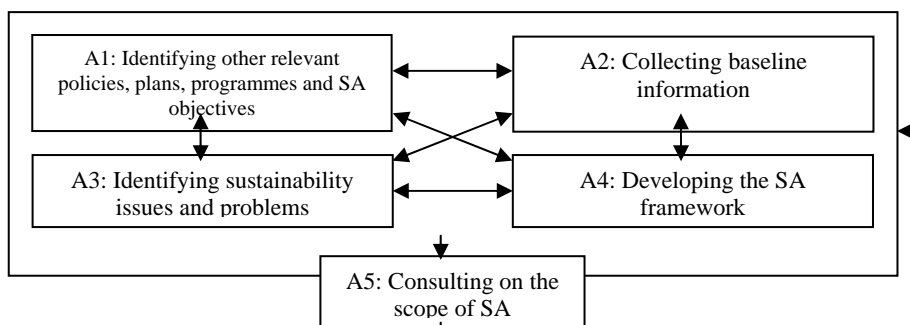 A1: Identifying other relevant
policies, plans, programmes and SA
objectives
A2: Collecting baseline
information
A3: Identifying sustainability
issues and problems
A4: Developing the SA
framework
A5: Consulting on the
scope of SA